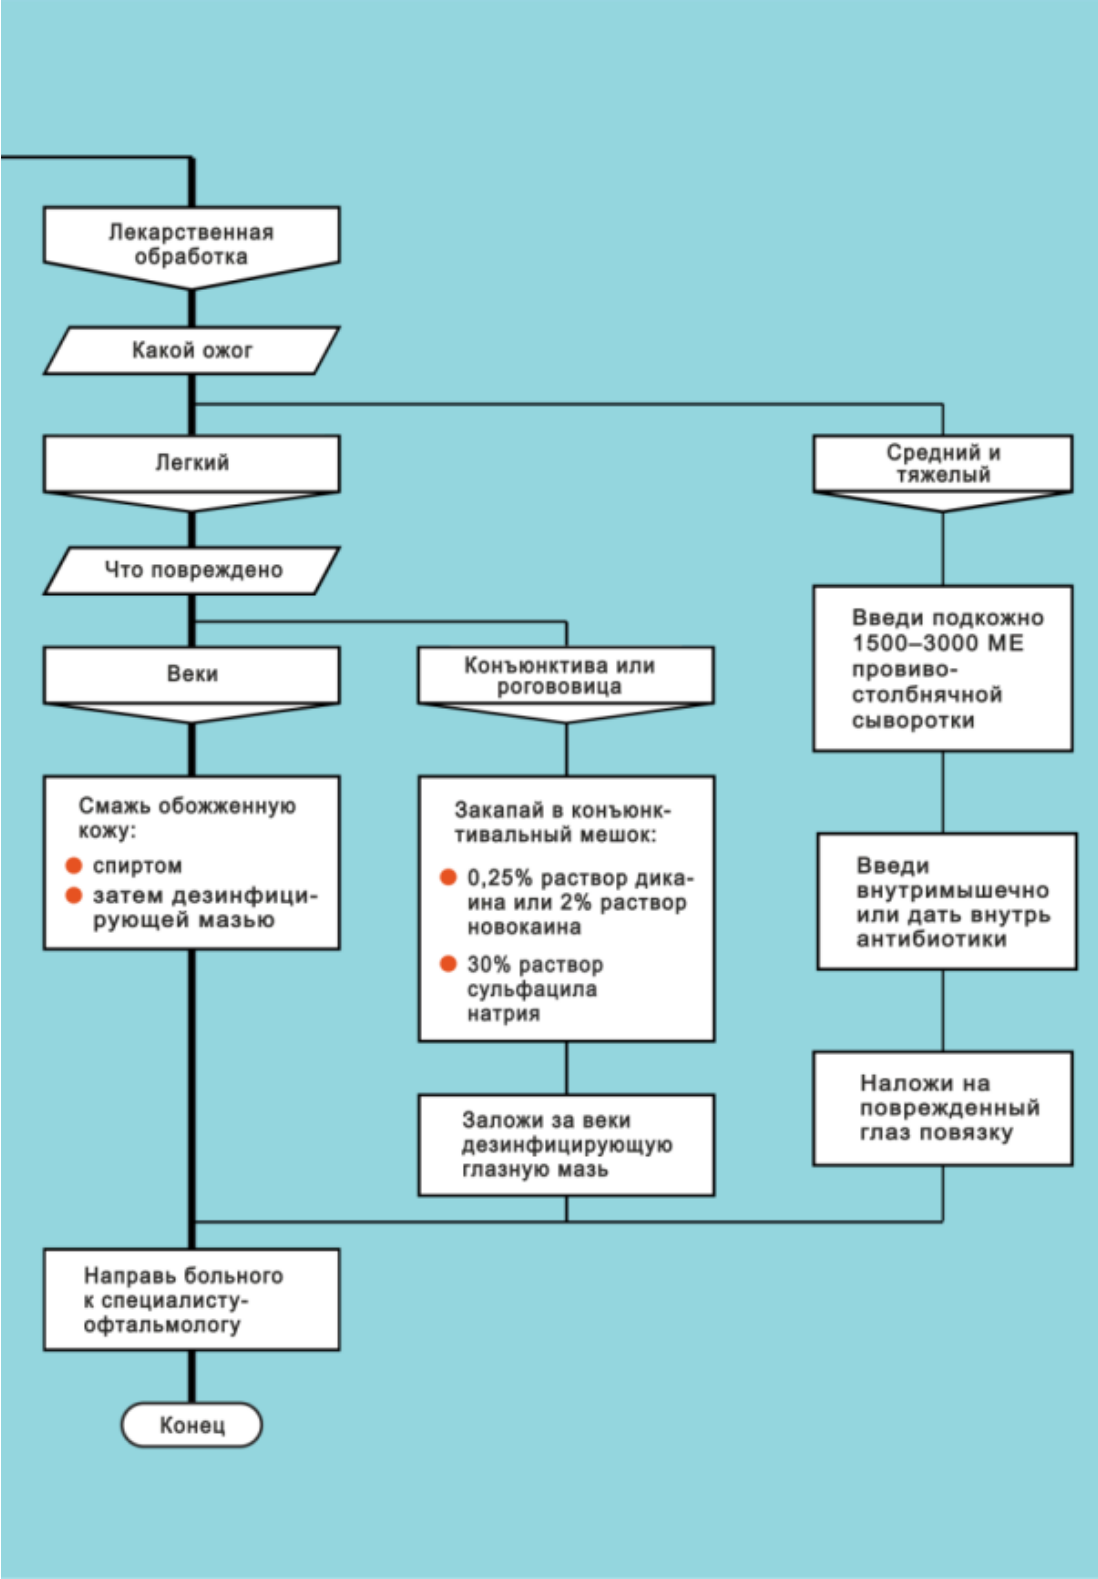 Лекарственная
обработка
Какой ожог
Легкий
Средний и
тяжелый
Что повреждено
Веки
Конъюнктива или
рогововица
Введи подкожно
1500–3000 МЕ
провиво-
столбнячной
сыворотки
Смажь обожженную
кожу:
спиртом
затем дезинфици-
рующей мазью
Закапай в конъюнк-
тивальный мешок:
0,25% раствор дика-
ина или 2% раствор
новокаина
30% раствор
сульфацила
натрия
Введи
внутримышечно
или дать внутрь
антибиотики
Заложи за веки
дезинфицирующую
глазную мазь
Наложи на
поврежденный
глаз повязку
Направь больного
к специалисту-
офтальмологу
Конец